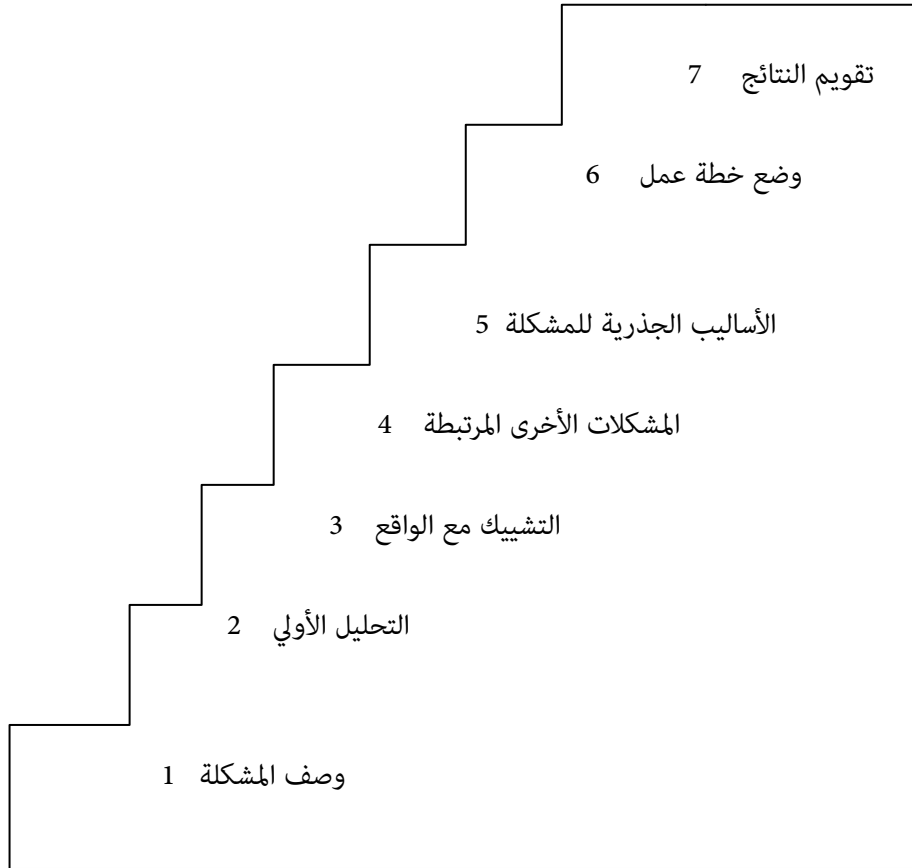 تقويم النتائج 7
وضع خطة عمل 6
الأساليب الجذرية للمشكلة 5
المشكلات الأخرى المرتبطة 4
التشييك مع الواقع 3
التحليل الأولي 2
وصف المشكلة 1